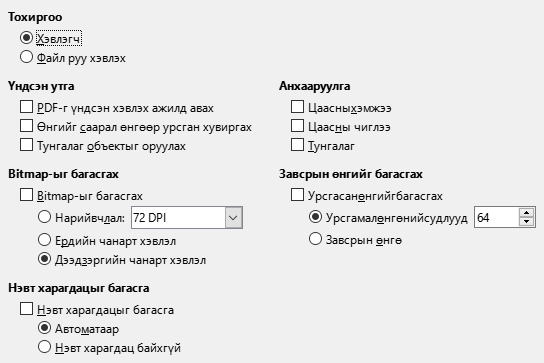 Тохиргоо
Хэвлэгч
Файл руу хэвлэх
Үндсэн утга
PDF-г үндсэн хэвлэх ажилд авах
Өнгийг саарал өнгөөр урсган хувиргах
Тунгалаг объектыг оруулах
Анхааруулга
Цаасныхэмжээ
Цаасны чиглээ
Тунгалаг
Bitmap-ыг багасгах
Bitmap-ыг багасгах
Нарийвчлал: 72 DPI
Ердийн чанарт хэвлэл
Дээдзэргийн чанарт хэвлэл
Завсрын өнгийг багасгах
Урсгасанөнгийгбагасгах
Урсгамалөнгөнийсудлууд 64
Завсрын өнгө
Нэвт харагдацыг багасга
Нэвт харагдацыг багасга
Автоматаар
Нэвт харагдац байхгүй